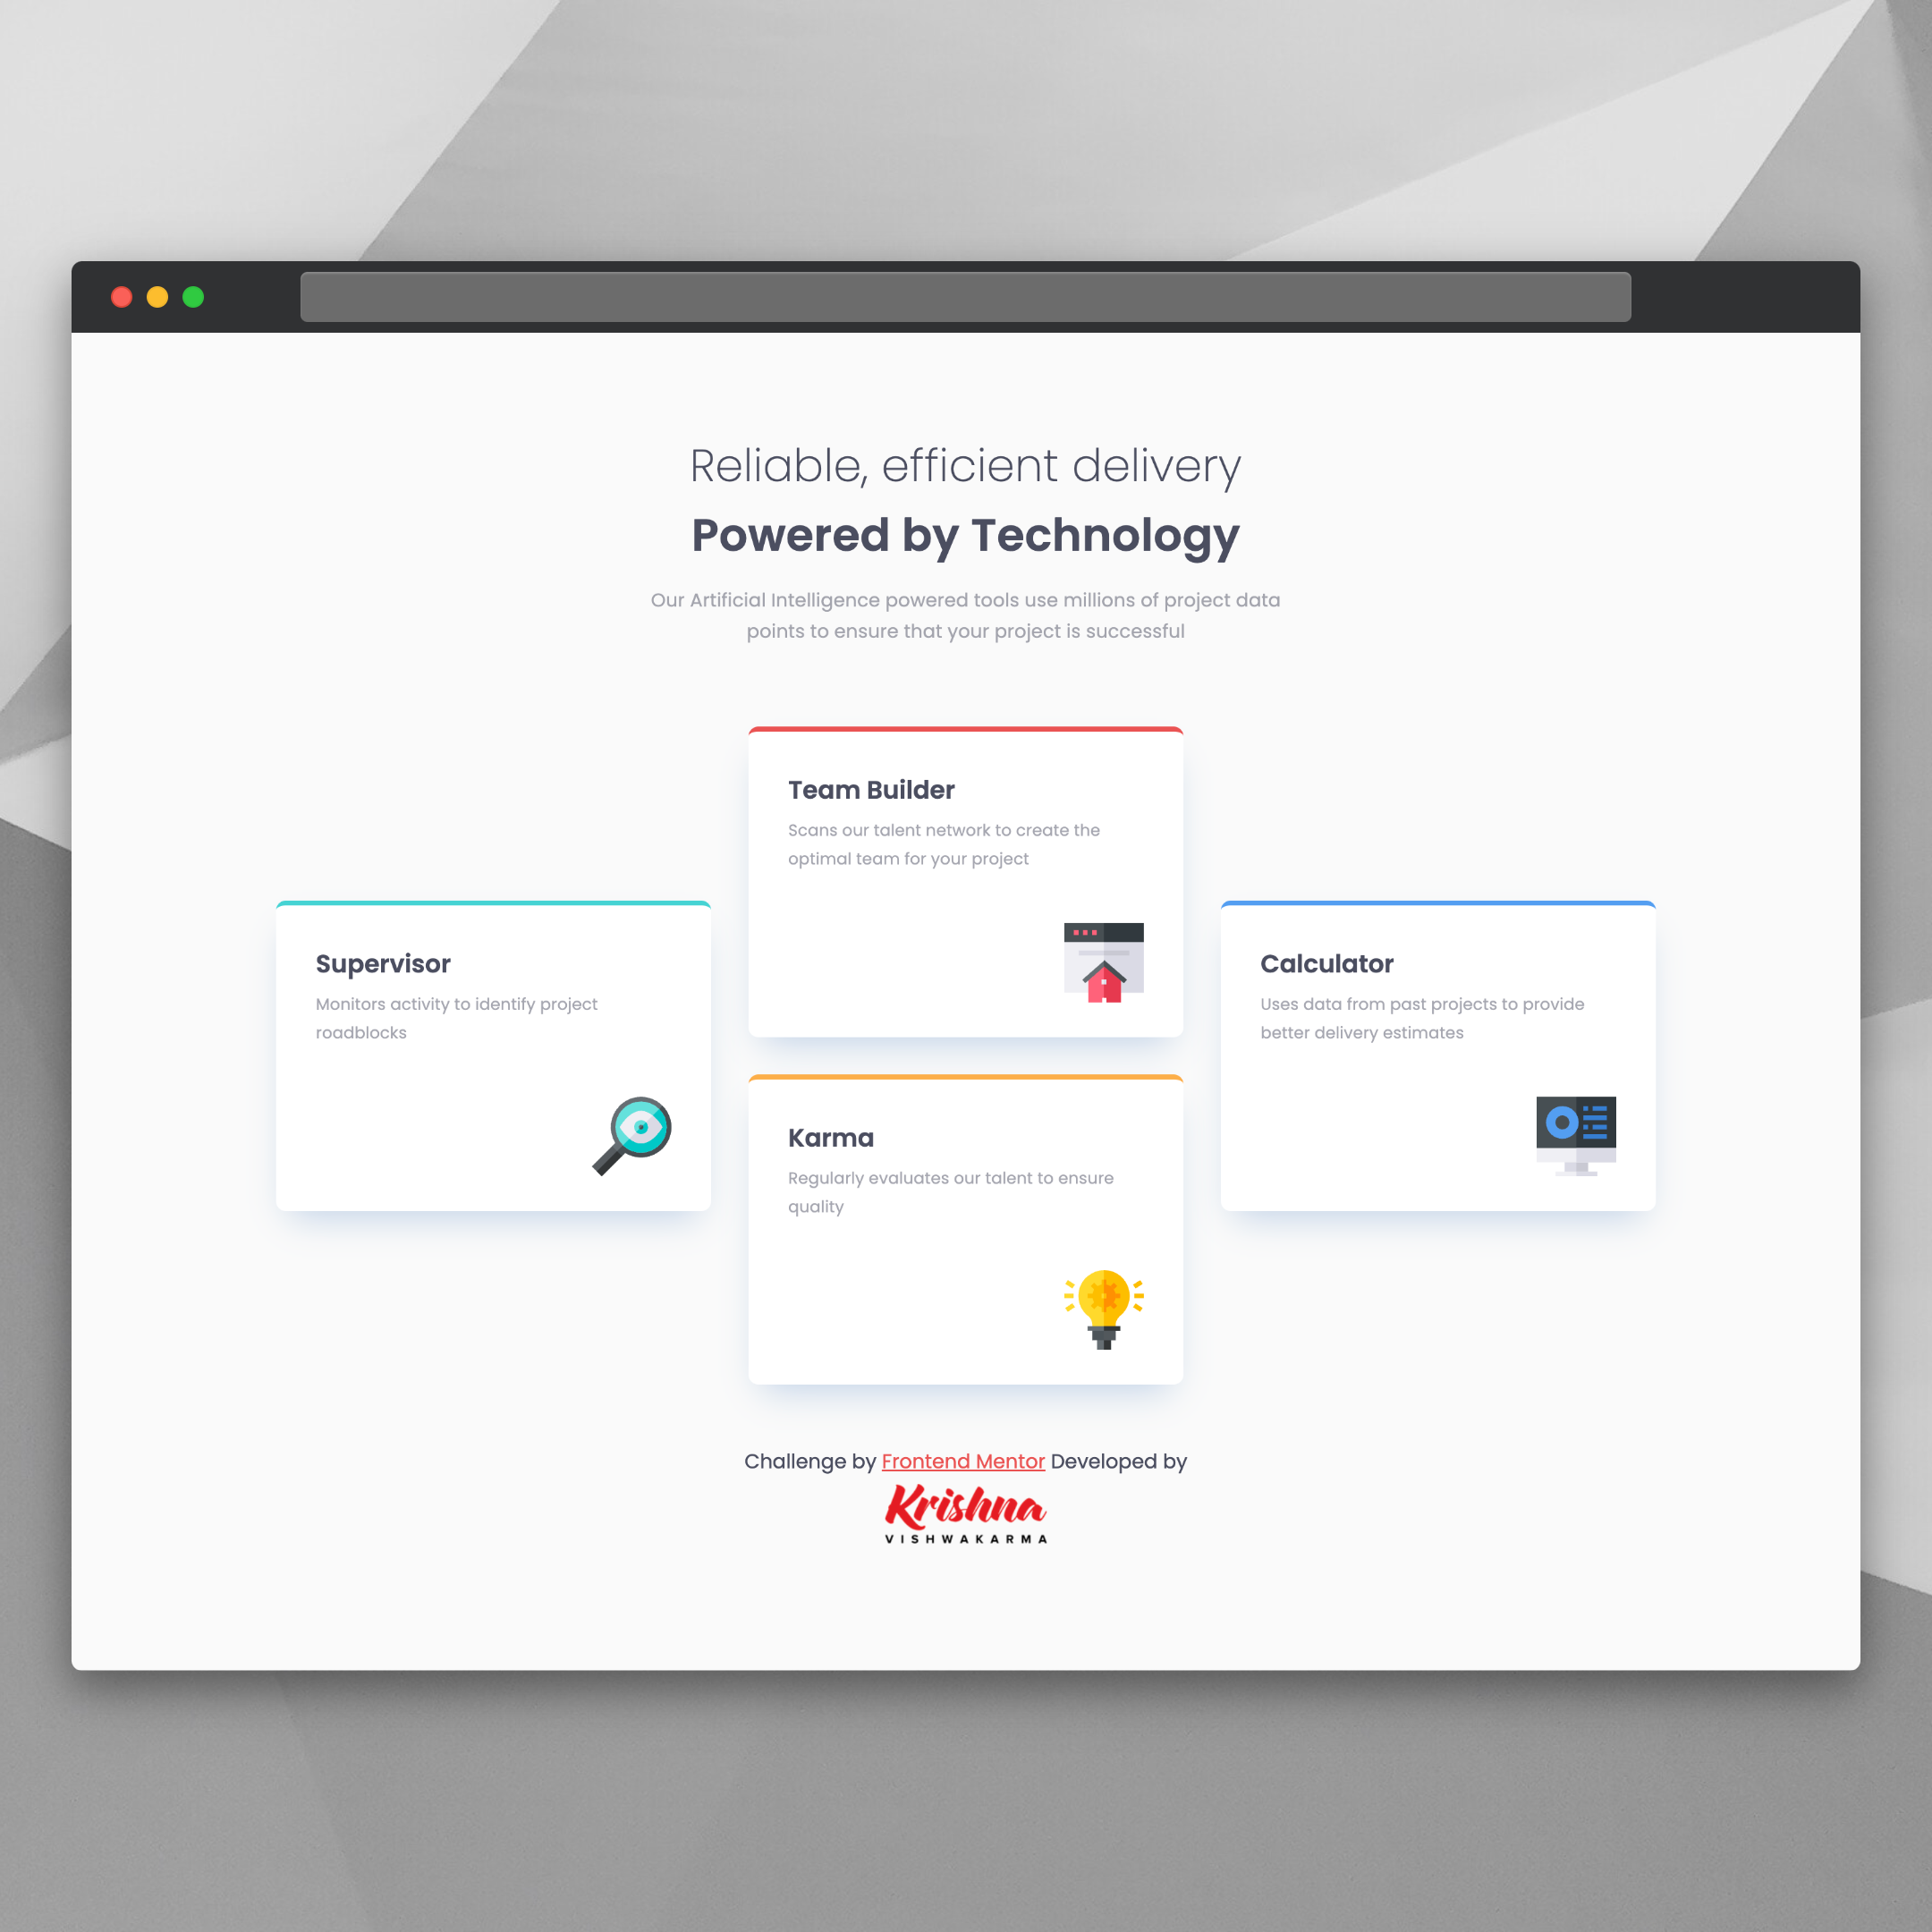 Reliable, efficient delivery
Powered by Technology
Our Artificial Intelligence powered tools use millions of project data
points to ensure that your project is successful
Team Builder
Scans our talent network to create the
optimal team for your project
Supervisor
Monitors activity to identify project
roadblocks
Calculator
Uses data from past projects to provide
better delivery estimates
Karma
Regularly evaluates our talent to ensure
quality
Challenge by Frontend Mentor Developed by
Krishna
VISHWAKARMA